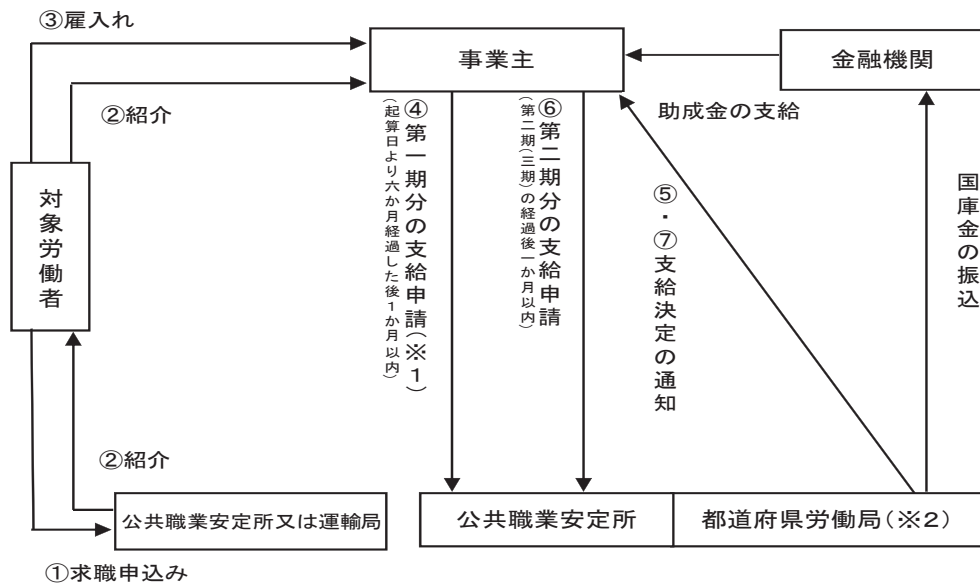 ③雇入れ
事業主
金融機関
②紹介
助成金の支給
④第一期分の支給申請(※1)
(起算日より六か月経過した後1か月以内)
⑥第二期分の支給申請
(第二期(三期)の経過後一か月以内)
⑤・⑦支給決定の通知
国庫金の振込
対象労働者
②紹介
公共職業安定所又は運輸局
公共職業安定所
都道府県労働局(※2)
①求職申込み